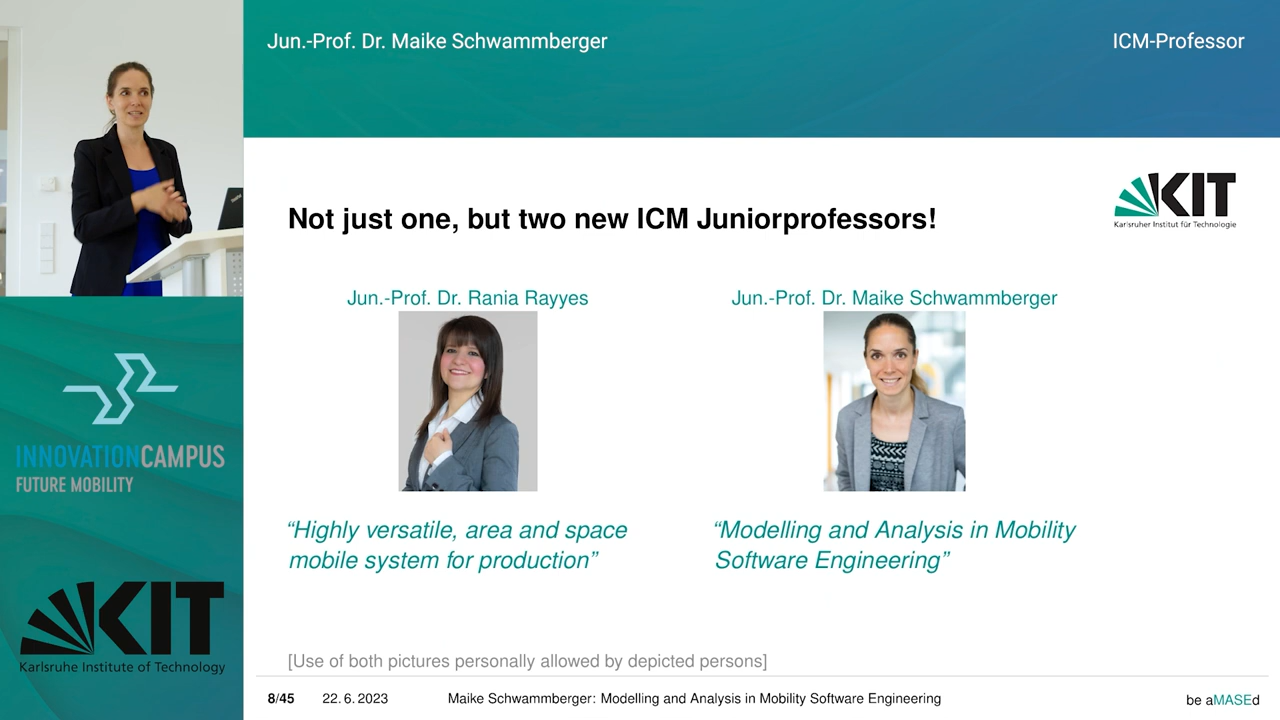 Jun.-Prof. Dr. Maike Schwammberger
ICM-Professor
KIT
Karlsruher Institut für Technologie
Not just one, but two new ICM Juniorprofessors!
Jun.-Prof. Dr. Rania Rayyes
Jun.-Prof. Dr. Maike Schwammberger
“Highly versatile, area and space
mobile system for production”
“Modelling and Analysis in Mobility
Software Engineering”
[Use of both pictures personally allowed by depicted persons]
8/45
22. 6. 2023
Maike Schwammberger: Modelling and Analysis in Mobility Software Engineering
be aMASEd
INNOVATIONCAMPUS
FUTURE MOBILITY
KIT
Karlsruhe Institute of Technology